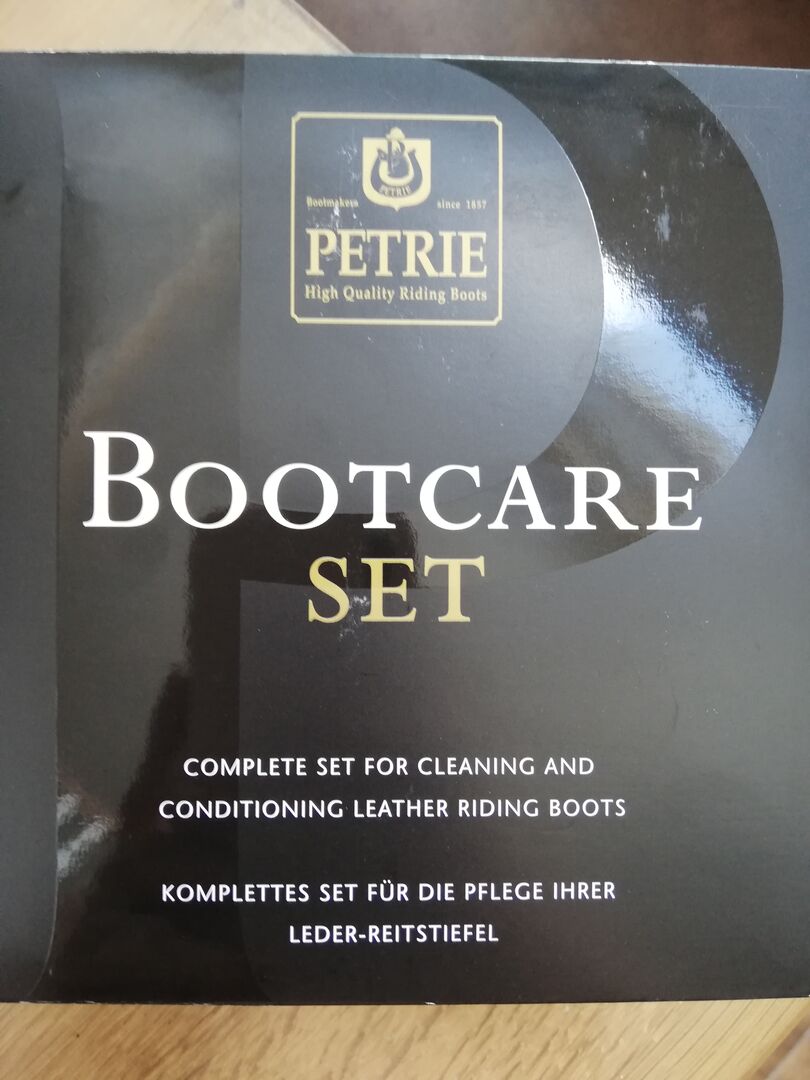 PETRIE
Bootmakers since 1857
PETRIE
High Quality Riding Boots
BOOTCARE
SET
COMPLETE SET FOR CLEANING AND
CONDITIONING LEATHER RIDING BOOTS
KOMPLETTES SET FÜR DIE PFLEGE IHRER
LEDER-REITSTIEFEL